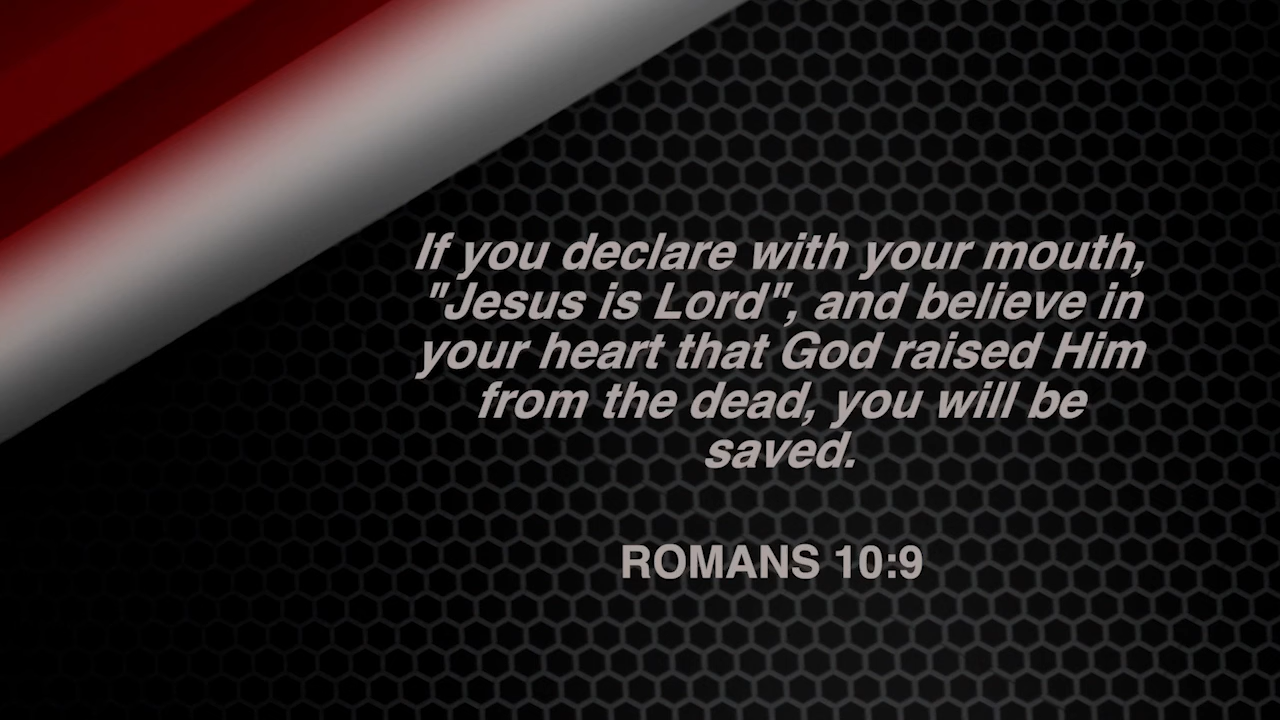 If you declare with your mouth,
"Jesus is Lord", and believe in
your heart that God raised Him
from the dead, you will be
saved.
ROMANS 10:9